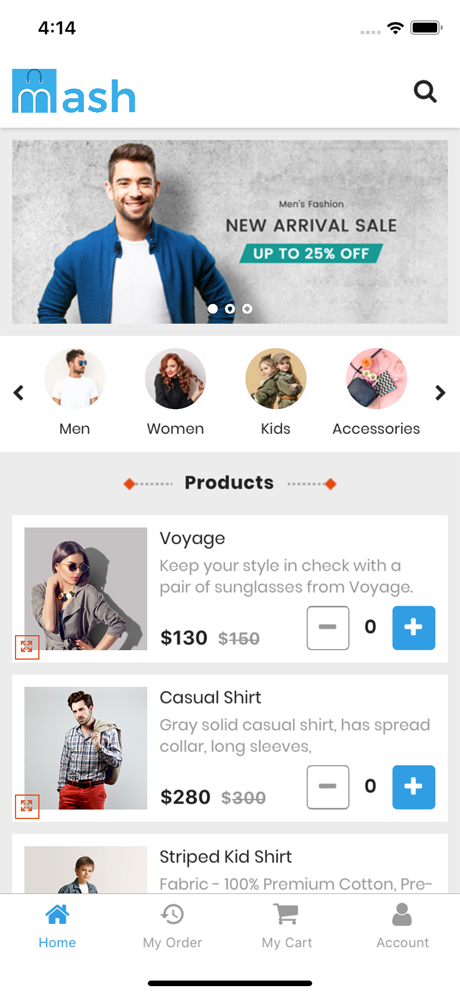 4:14
mash
Men's Fashion
NEW ARRIVAL SALE
UP TO 25% OFF
Men
Women
Kids
Accessories
Products
Voyage
Keep your style in check with a
pair of sunglasses from Voyage.
$130 $150
0
Casual Shirt
Gray solid casual shirt, has spread
collar, long sleeves,
$280 $300
0
Striped Kid Shirt
Fabric - 100% Premium Cotton, Pre-
Home
My Order
My Cart
Account